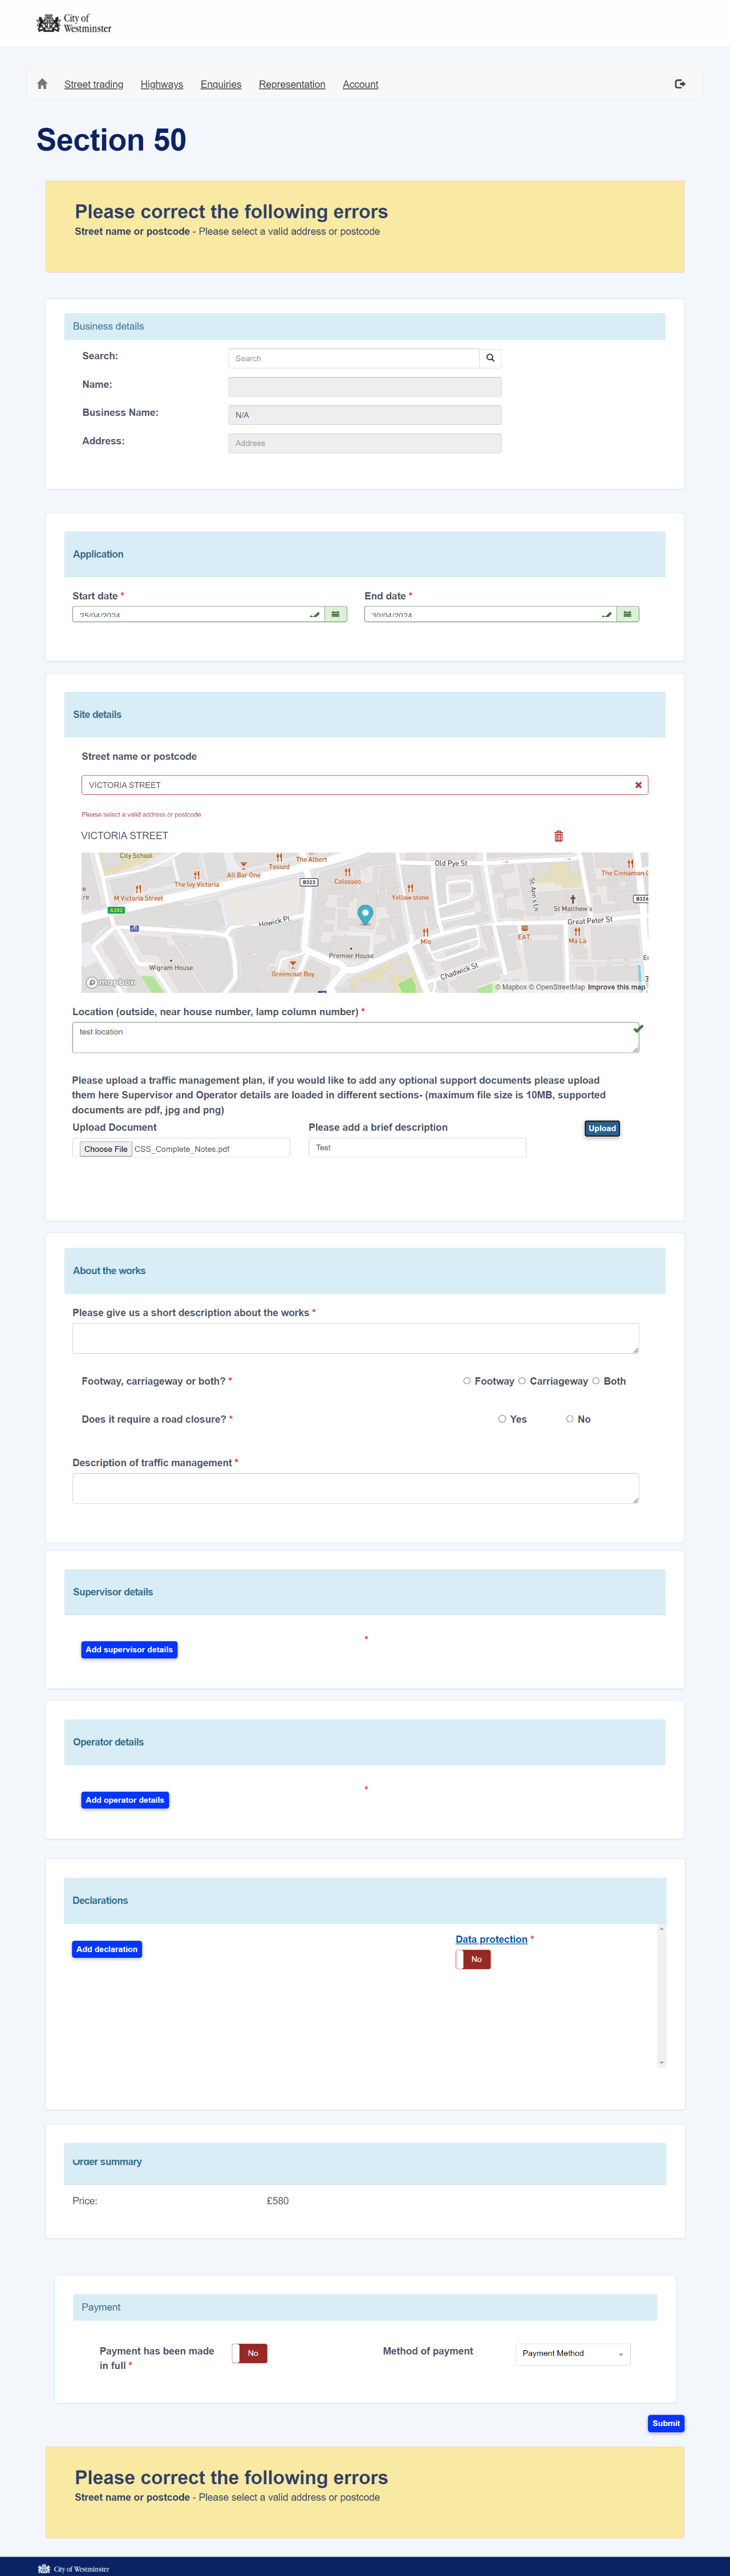 City of
Westminster
Street trading Highways Enquiries Representation Account
Section 50
Please correct the following errors
Street name or postcode - Please select a valid address or postcode
Business details
Search:
Search
Name:
Business Name:
N/A
Address:
Address
Application
Start date *
End date *
25/04/2024
30/04/2024
Site details
Street name or postcode
VICTORIA STREET
Please select a valid address or postcode
VICTORIA STREET
City School
The Albert
Old Pye St
Tossed
All Bar One
The Cinnamon C
The Ivy Victoria
B323
Colosseo
St. Ann's Ln
M Victoria Street
Yellow stone
B326
St Matthew's
A302
Howick Pl
Great Peter St
EAT.
Mio
Ma La
Premier House
Wigram House
Greencoat Boy
Chadwick St
mapbox
© Mapbox © OpenStreetMap Improve this map
Location (outside, near house number, lamp column number) *
test location
Please upload a traffic management plan, if you would like to add any optional support documents please upload
them here Supervisor and Operator details are loaded in different sections- (maximum file size is 10MB, supported
documents are pdf, jpg and png)
Upload Document
Please add a brief description
Upload
Choose File CSS_Complete_Notes.pdf
Test
About the works
Please give us a short description about the works *
Footway, carriageway or both? *
Footway Carriageway Both
Does it require a road closure? *
Yes No
Description of traffic management *
Supervisor details
*
Add supervisor details
Operator details
*
Add operator details
Declarations
Add declaration
Data protection *
No
Order summary
Price: £580
Payment
Payment has been made
in full *
No
Method of payment
Payment Method
Submit
Please correct the following errors
Street name or postcode - Please select a valid address or postcode
City of Westminster